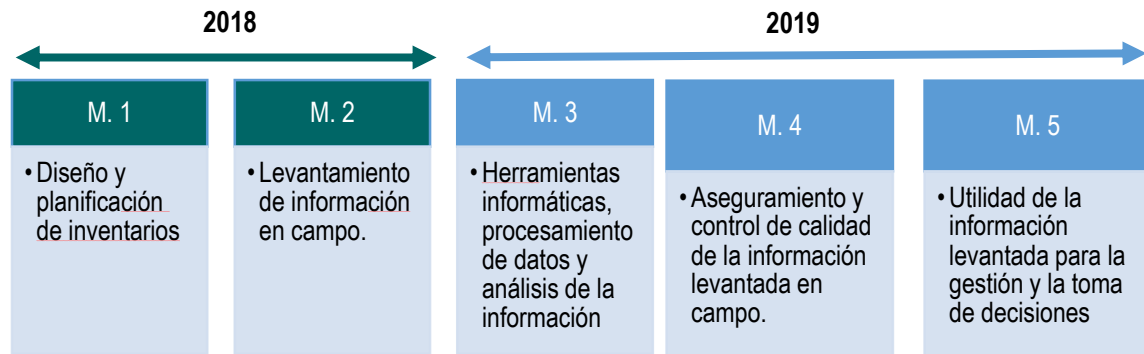 2018
2019
M. 1
• Diseño y
planificación
de inventarios
M. 2
• Levantamiento
de información
en campo.
M. 3
• Herramientas
informáticas,
procesamiento
de datos y
análisis de la
información
M. 4
• Aseguramiento y
control de calidad
de la información
levantada en
campo.
M. 5
• Utilidad de la
información
levantada para la
gestión y la toma
de decisiones